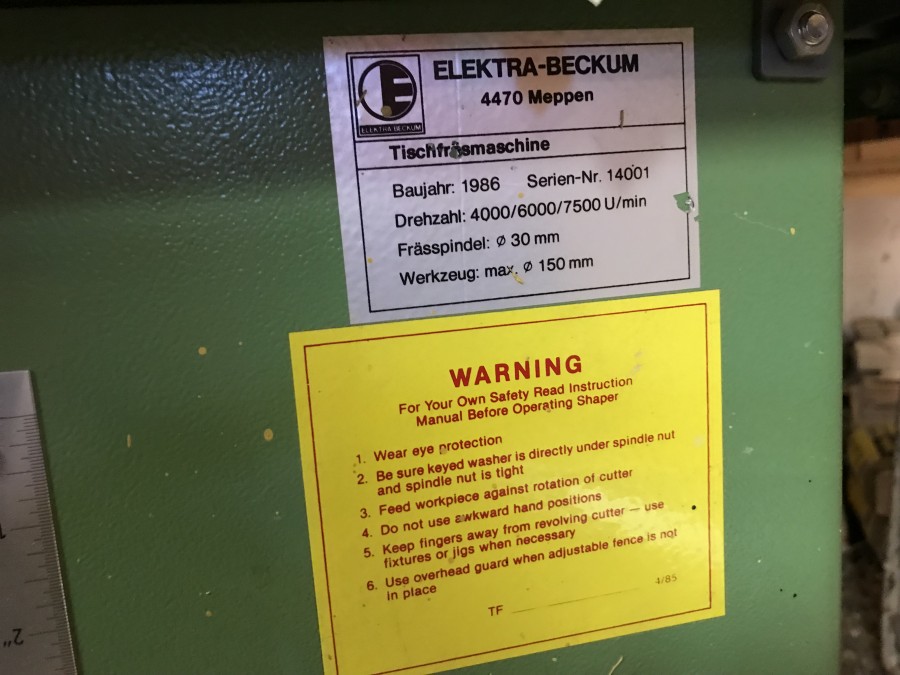 ELEKTRA-BECKUM
4470 Meppen
ELEKTRA BECKUM
Tischfräsmaschine
Baujahr: 1986 Serien-Nr. 14001
Drehzahl: 4000/6000/7500 U/min
Frässpindel: ø 30 mm
Werkzeug: max. ø 150 mm
WARNING
For Your Own Safety Read Instruction
Manual Before Operating Shaper
1. Wear eye protection
2. Be sure keyed washer is directly under spindle nut
and spindle nut is tight
3. Feed workpiece against rotation of cutter
4. Do not use awkward hand positions
5. Keep fingers away from revolving cutter — use
fixtures or jigs when necessary
6. Use overhead guard when adjustable fence is not
in place
TF 4/85
1
2"